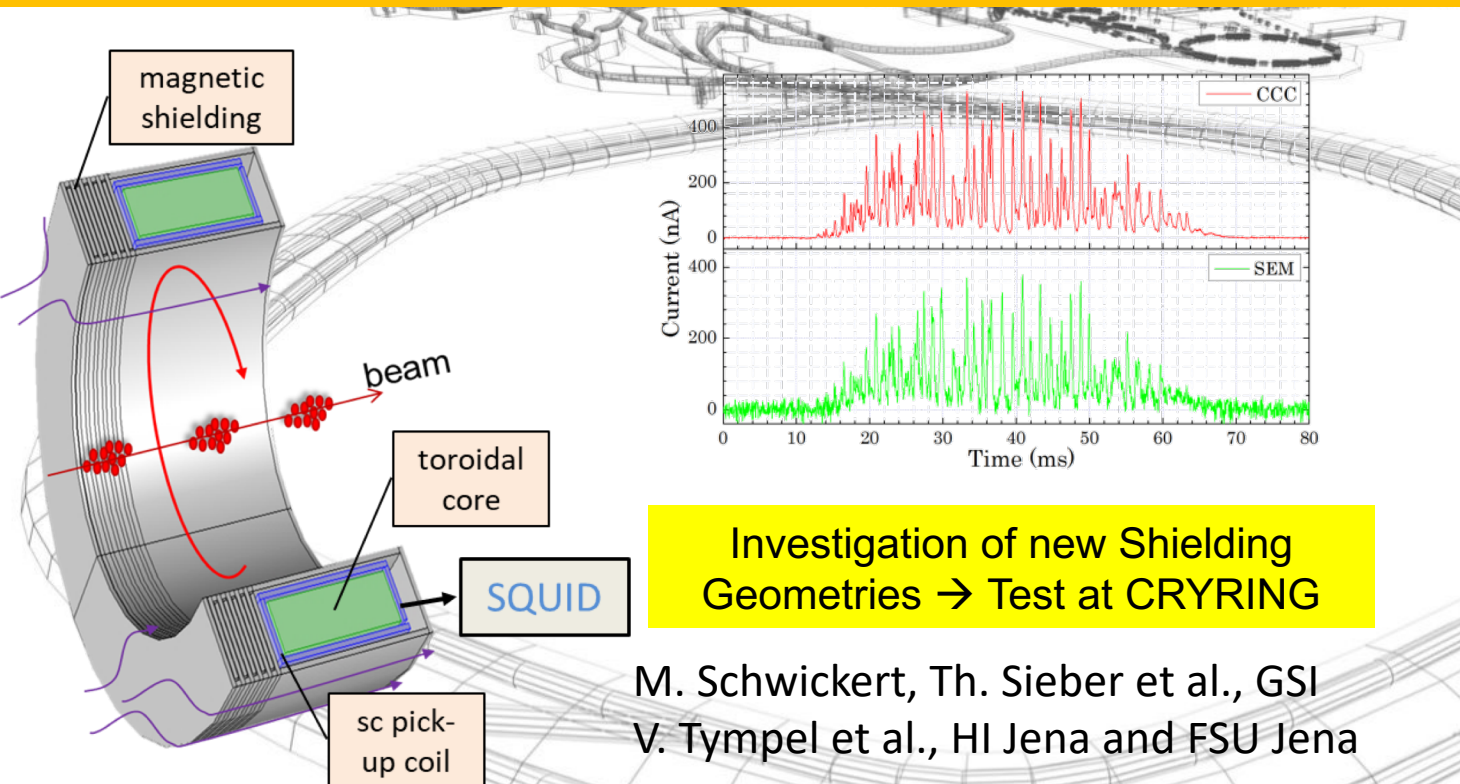 magnetic
shielding
beam
toroidal
core
SQUID
sc pick-
up coil
CCC
400
200
0
Current (nA)
SEM
400
200
0
0 10 20 30 40 50 60 70 80
Time (ms)
Investigation of new Shielding
Geometries → Test at CRYRING
M. Schwickert, Th. Sieber et al., GSI
V. Tympel et al., HI Jena and FSU Jena